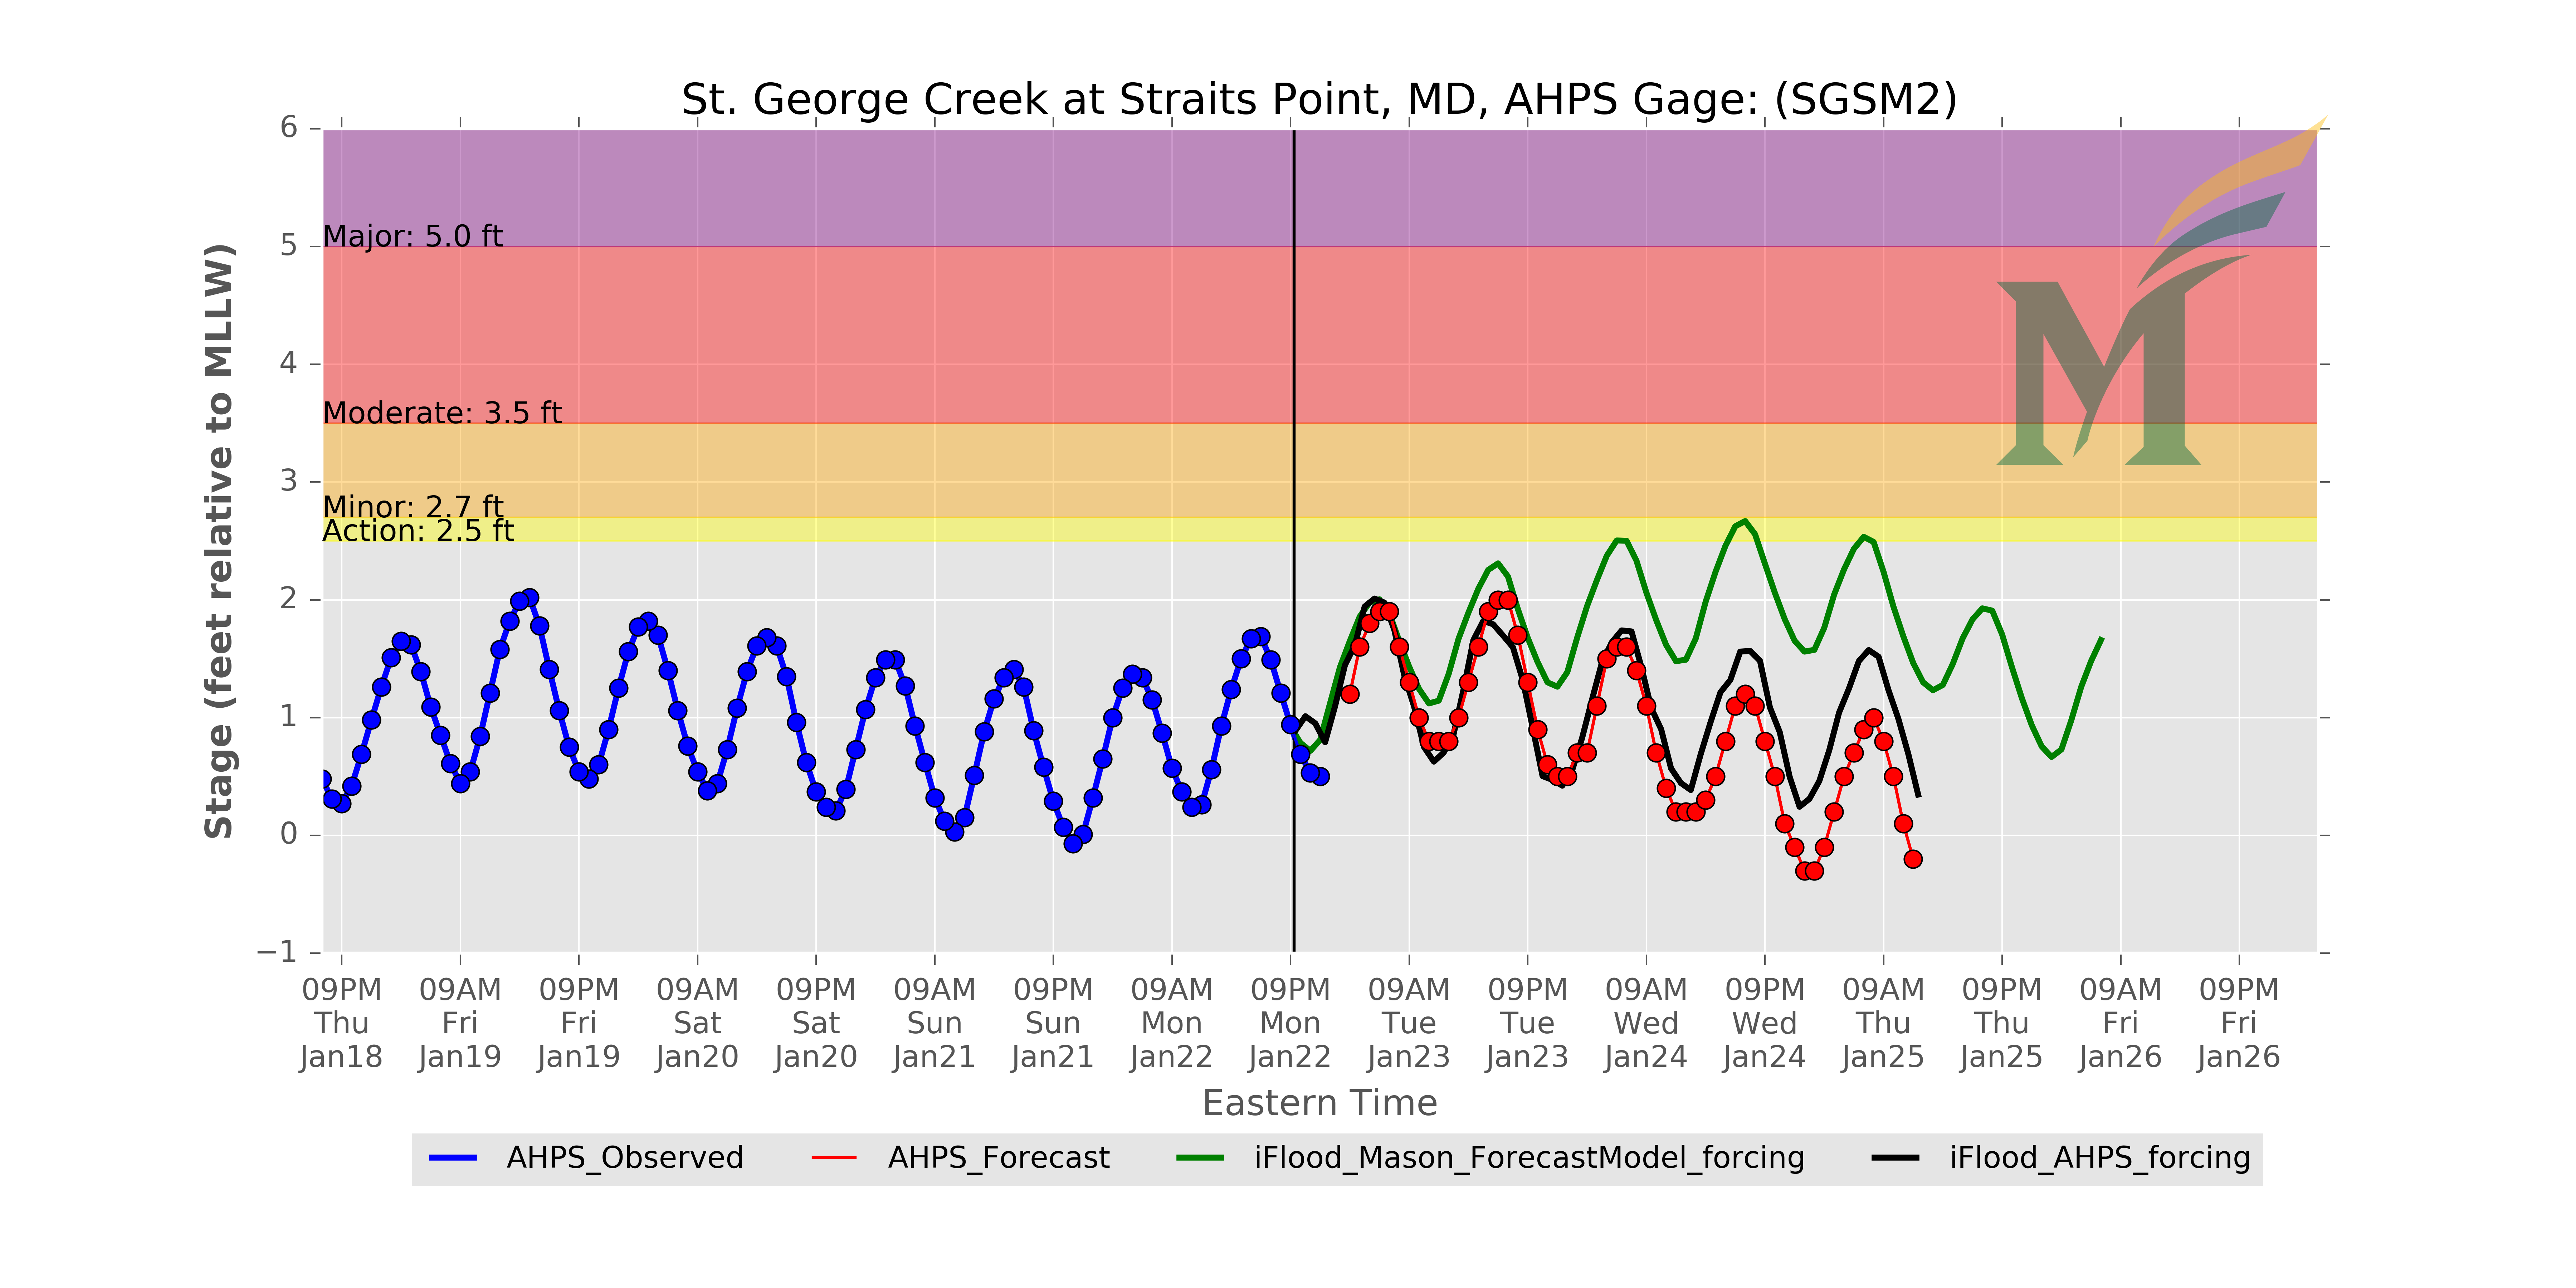 St. George Creek at Straits Point, MD, AHPS Gage: (SGSM2)
Stage (feet relative to MLLW)
6
5
4
3
2
1
0
−1
Major: 5.0 ft
Moderate: 3.5 ft
Minor: 2.7 ft
Action: 2.5 ft
M
09PM 09AM 09PM 09AM 09PM 09AM 09PM 09AM 09PM 09AM 09PM 09AM 09PM 09AM 09PM 09AM 09PM
Thu Fri Fri Sat Sat Sun Sun Mon Mon Tue Tue Wed Wed Thu Thu Fri Fri
Jan18 Jan19 Jan19 Jan20 Jan20 Jan21 Jan21 Jan22 Jan22 Jan23 Jan23 Jan24 Jan24 Jan25 Jan25 Jan26 Jan26
Eastern Time
AHPS_Observed AHPS_Forecast iFlood_Mason_ForecastModel_forcing iFlood_AHPS_forcing